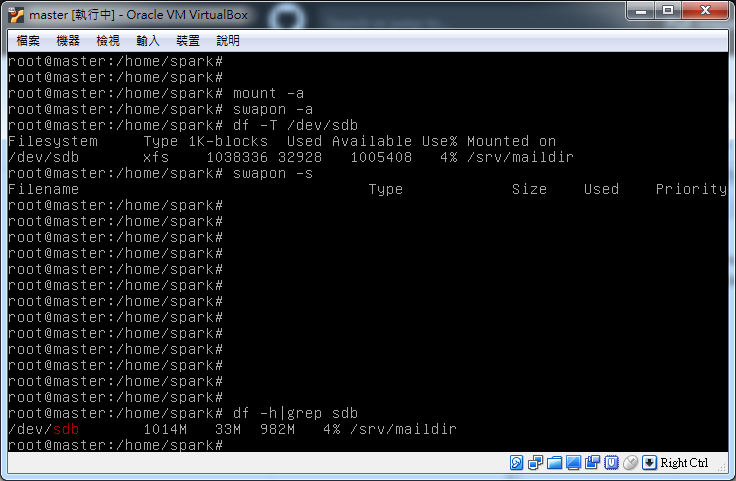 master [執行中] - Oracle VM VirtualBox
檔案 機器 檢視 輸入 裝置 說明
root@master:/home/spark#
root@master:/home/spark#
root@master:/home/spark# mount -a
root@master:/home/spark# swapon -a
root@master:/home/spark# df -T /dev/sdb
Filesystem Type 1K-blocks Used Available Use% Mounted on
/dev/sdb xfs 1038336 32928 1005408 4% /srv/maildir
root@master:/home/spark# swapon -s
Filename Type Size Used Priority
root@master:/home/spark#
root@master:/home/spark#
root@master:/home/spark#
root@master:/home/spark#
root@master:/home/spark#
root@master:/home/spark#
root@master:/home/spark#
root@master:/home/spark#
root@master:/home/spark#
root@master:/home/spark#
root@master:/home/spark#
root@master:/home/spark#
root@master:/home/spark#
root@master:/home/spark# df -h|grep sdb
/dev/sdb 1014M 33M 982M 4% /srv/maildir
root@master:/home/spark#
Right Ctrl